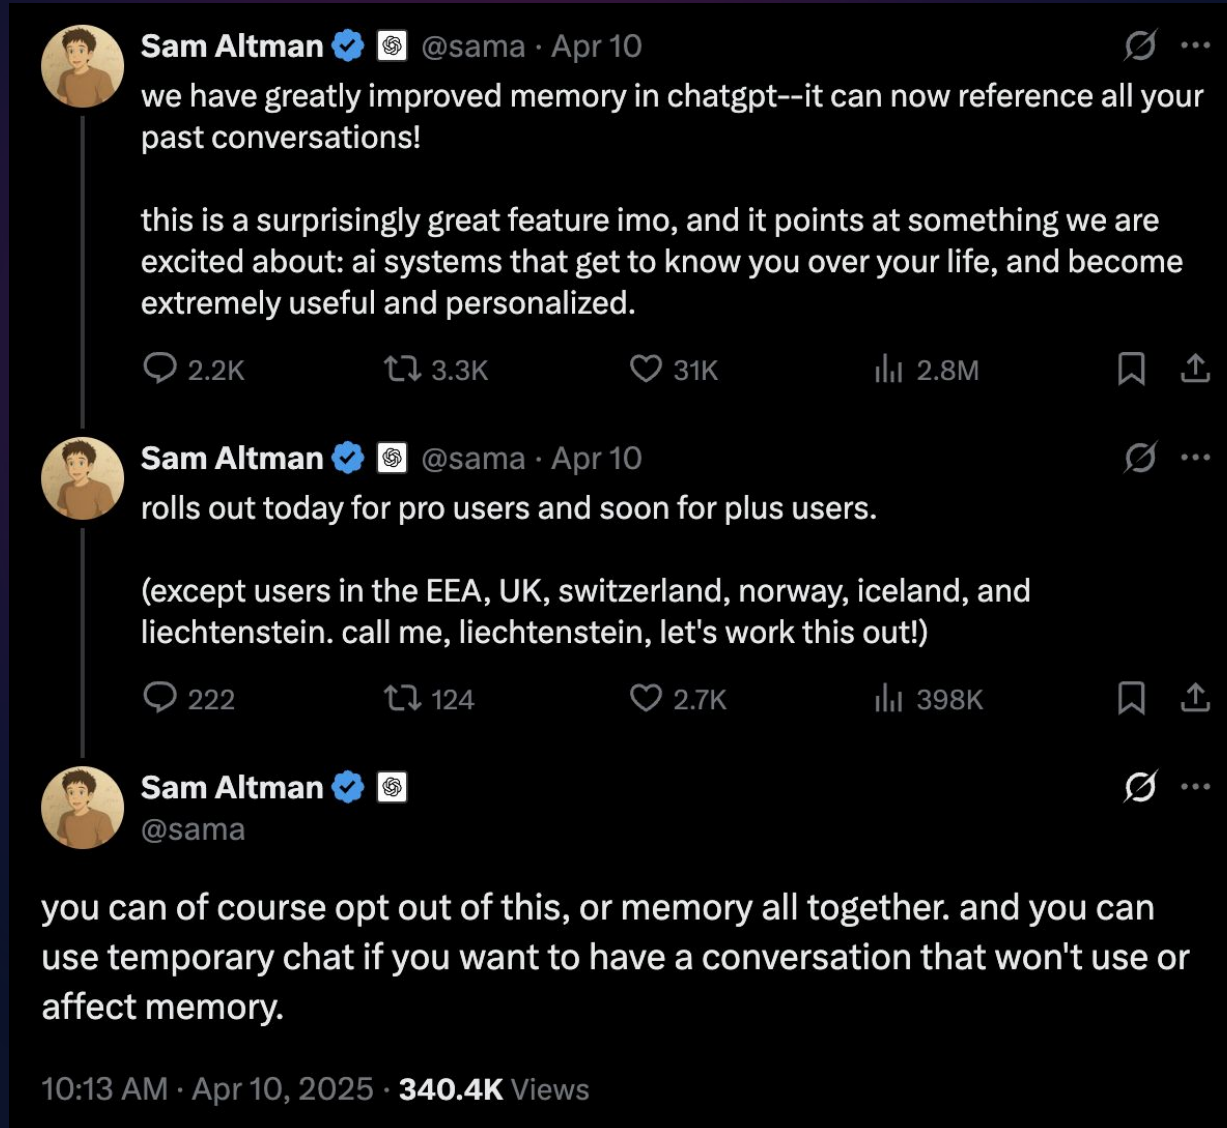 Sam Altman @sama · Apr 10
we have greatly improved memory in chatgpt--it can now reference all your
past conversations!
this is a surprisingly great feature imo, and it points at something we are
excited about: ai systems that get to know you over your life, and become
extremely useful and personalized.
2.2K 3.3K 31K 2.8M
Sam Altman @sama · Apr 10
rolls out today for pro users and soon for plus users.
(except users in the EEA, UK, switzerland, norway, iceland, and
liechtenstein. call me, liechtenstein, let's work this out!)
222 124 2.7K 398K
Sam Altman
@sama
you can of course opt out of this, or memory all together. and you can
use temporary chat if you want to have a conversation that won't use or
affect memory.
10:13 AM · Apr 10, 2025 · 340.4K Views